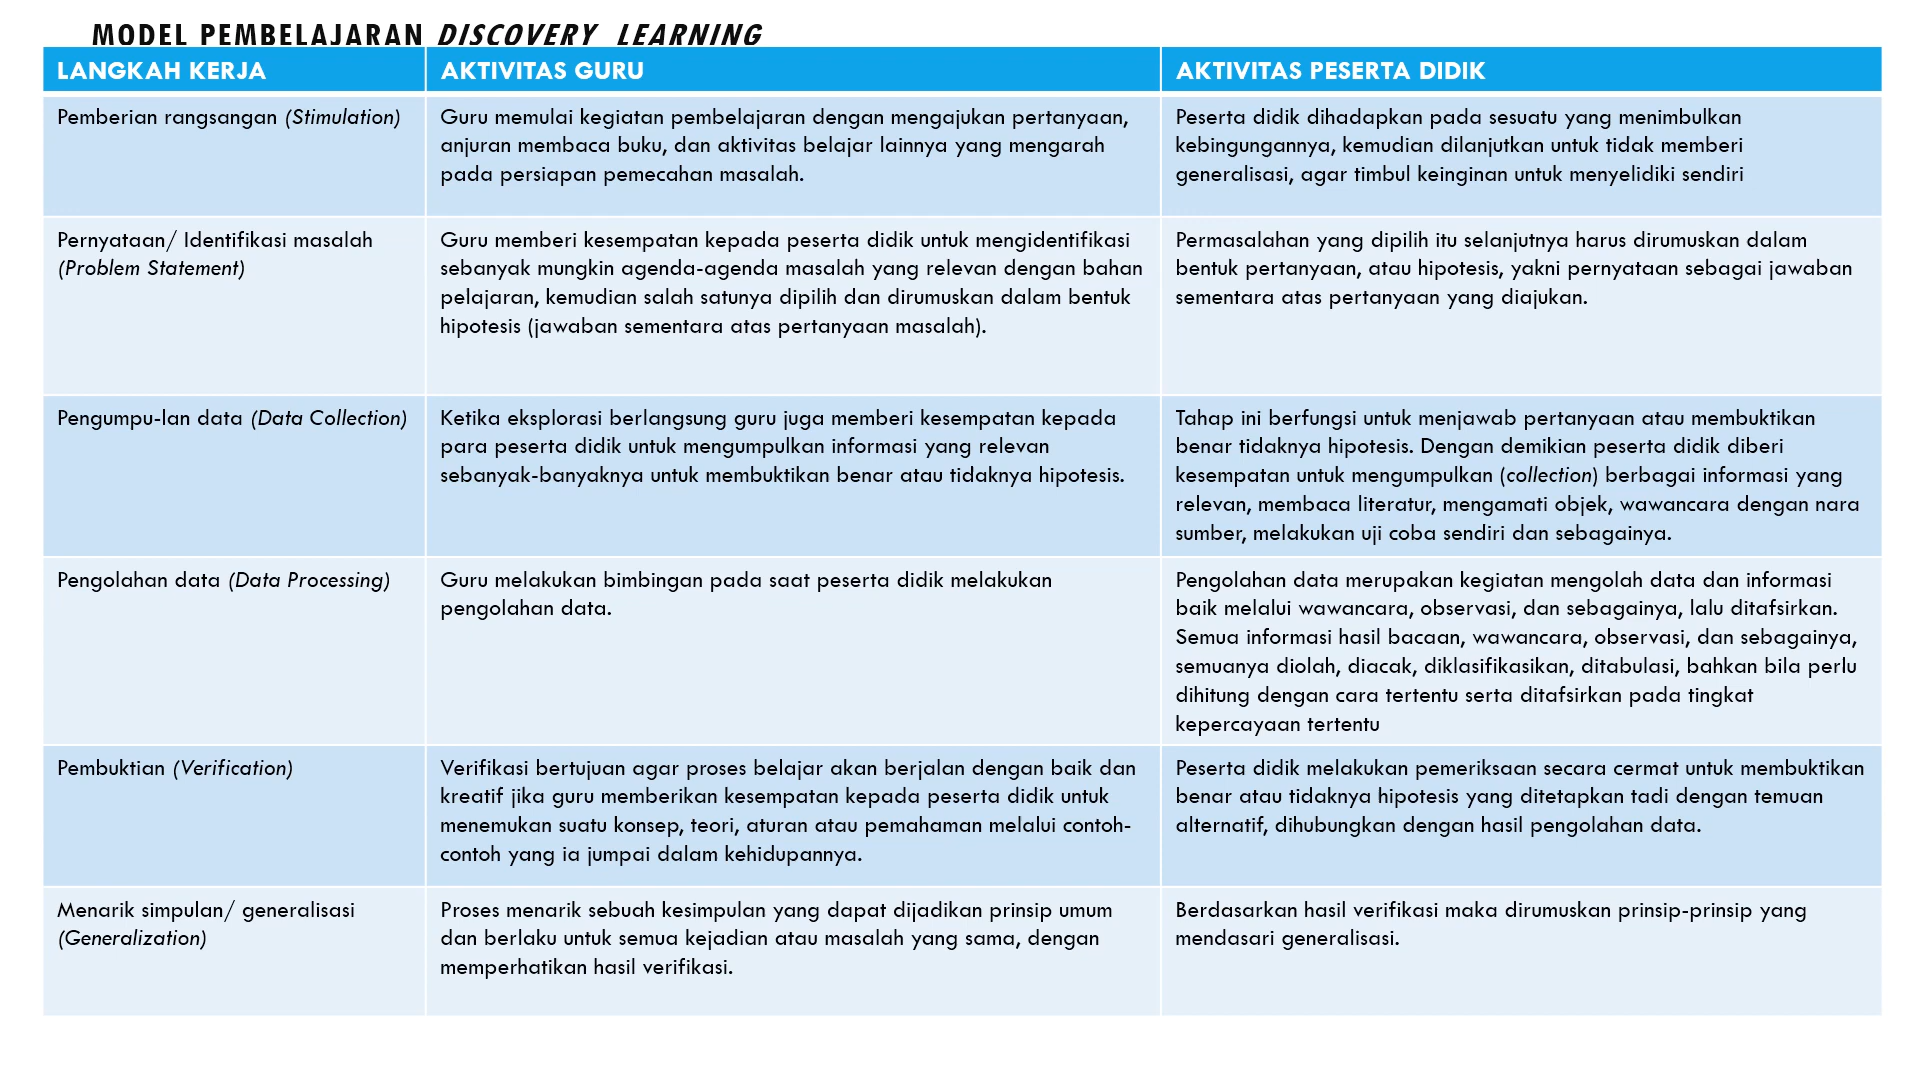 MODEL PEMBELAJARAN DISCOVERY LEARNING
LANGKAH KERJA
AKTIVITAS GURU
AKTIVITAS PESERTA DIDIK
Pemberian rangsangan (Stimulation)
Guru memulai kegiatan pembelajaran dengan mengajukan pertanyaan,
anjuran membaca buku, dan aktivitas belajar lainnya yang mengarah
pada persiapan pemecahan masalah.
Peserta didik dihadapkan pada sesuatu yang menimbulkan
kebingungannya, kemudian dilanjutkan untuk tidak memberi
generalisasi, agar timbul keinginan untuk menyelidiki sendiri
Pernyataan/ Identifikasi masalah
(Problem Statement)
Guru memberi kesempatan kepada peserta didik untuk mengidentifikasi
sebanyak mungkin agenda-agenda masalah yang relevan dengan bahan
pelajaran, kemudian salah satunya dipilih dan dirumuskan dalam bentuk
hipotesis (jawaban sementara atas pertanyaan masalah).
Permasalahan yang dipilih itu selanjutnya harus dirumuskan dalam
bentuk pertanyaan, atau hipotesis, yakni pernyataan sebagai jawaban
sementara atas pertanyaan yang diajukan.
Pengumpu-lan data (Data Collection)
Ketika eksplorasi berlangsung guru juga memberi kesempatan kepada
para peserta didik untuk mengumpulkan informasi yang relevan
sebanyak-banyaknya untuk membuktikan benar atau tidaknya hipotesis.
Tahap ini berfungsi untuk menjawab pertanyaan atau membuktikan
benar tidaknya hipotesis. Dengan demikian peserta didik diberi
kesempatan untuk mengumpulkan (collection) berbagai informasi yang
relevan, membaca literatur, mengamati objek, wawancara dengan nara
sumber, melakukan uji coba sendiri dan sebagainya.
Pengolahan data (Data Processing)
Guru melakukan bimbingan pada saat peserta didik melakukan
pengolahan data.
Pengolahan data merupakan kegiatan mengolah data dan informasi
baik melalui wawancara, observasi, dan sebagainya, lalu ditafsirkan.
Semua informasi hasil bacaan, wawancara, observasi, dan sebagainya,
semuanya diolah, diacak, diklasifikasikan, ditabulasi, bahkan bila perlu
dihitung dengan cara tertentu serta ditafsirkan pada tingkat
kepercayaan tertentu
Pembuktian (Verification)
Verifikasi bertujuan agar proses belajar akan berjalan dengan baik dan
kreatif jika guru memberikan kesempatan kepada peserta didik untuk
menemukan suatu konsep, teori, aturan atau pemahaman melalui contoh-
contoh yang ia jumpai dalam kehidupannya.
Peserta didik melakukan pemeriksaan secara cermat untuk membuktikan
benar atau tidaknya hipotesis yang ditetapkan tadi dengan temuan
alternatif, dihubungkan dengan hasil pengolahan data.
Menarik simpulan/ generalisasi
(Generalization)
Proses menarik sebuah kesimpulan yang dapat dijadikan prinsip umum
dan berlaku untuk semua kejadian atau masalah yang sama, dengan
memperhatikan hasil verifikasi.
Berdasarkan hasil verifikasi maka dirumuskan prinsip-prinsip yang
mendasari generalisasi.